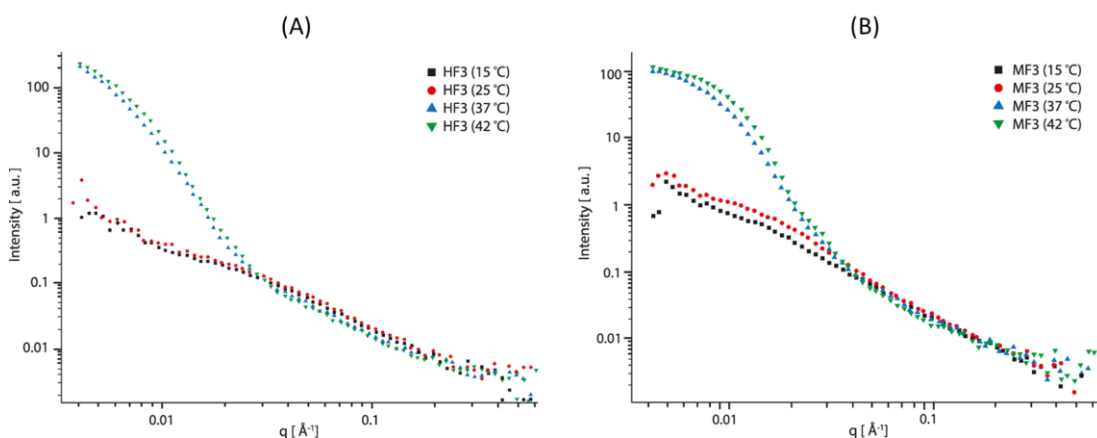 (A)
(B)
HF3 (15 °C)
HF3 (25 °C)
HF3 (37 °C)
HF3 (42 °C)
100
10
1
0.1
0.01
Intensity [ a.u. ]
0.01
0.1
q [ Å⁻¹ ]
MF3 (15 °C)
MF3 (25 °C)
MF3 (37 °C)
MF3 (42 °C)
100
10
1
0.1
0.01
Intensity [ a.u. ]
0.01
0.1
q [ Å⁻¹ ]